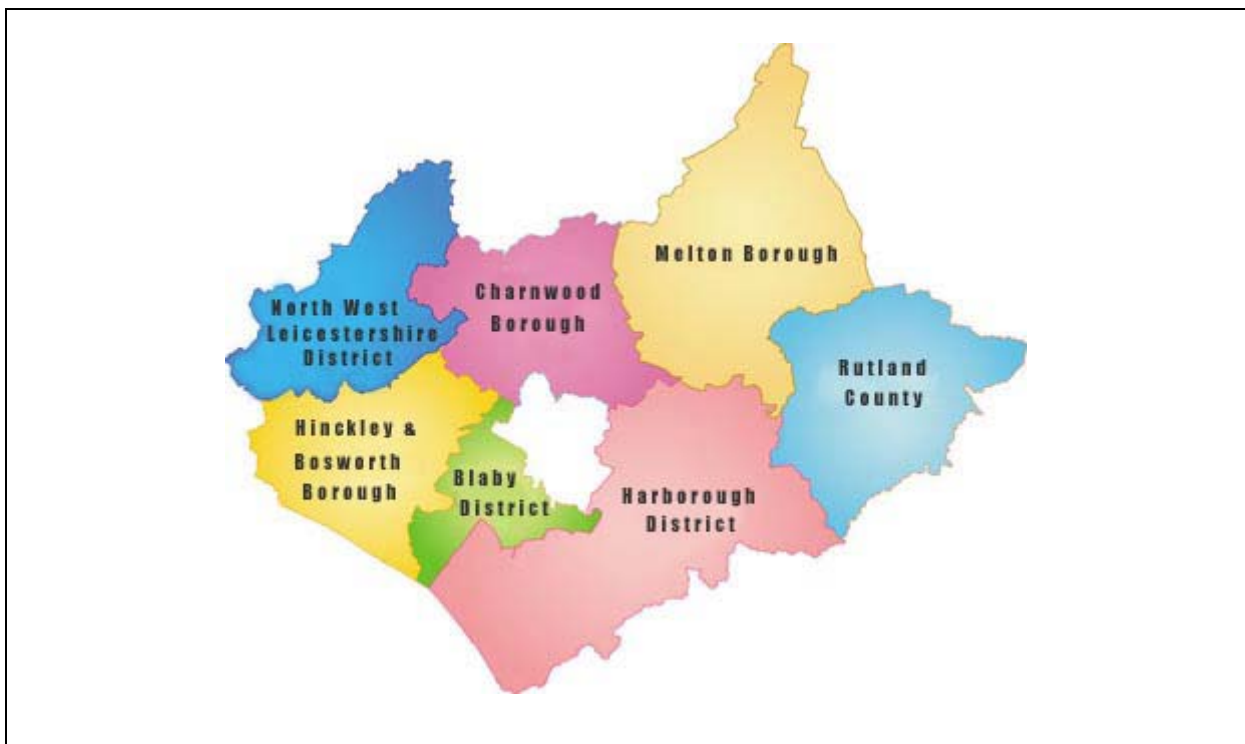 Melton Borough
Charnwood
Borough
North West
Leicestershire
District
Rutland
County
Hinckley &
Bosworth
Borough
Blaby
District
Harborough
District